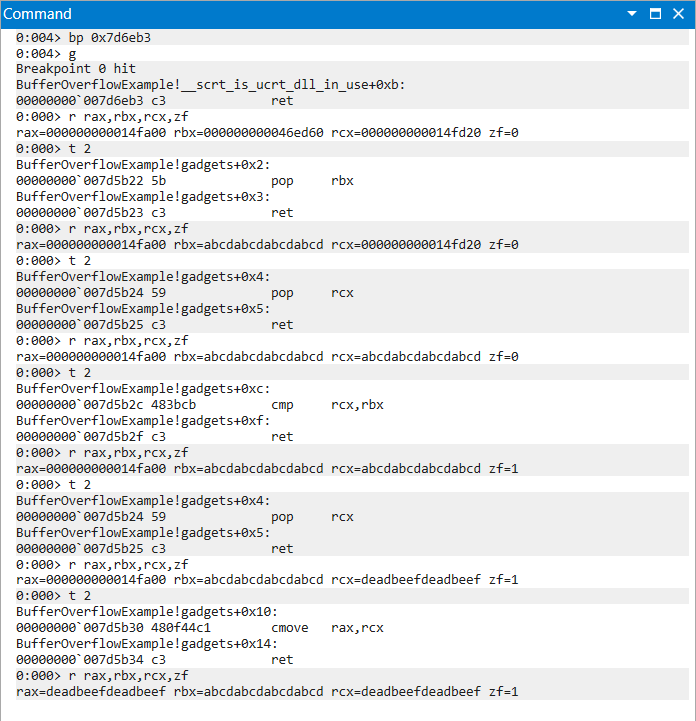 Command
0:004> bp 0x7d6eb3
0:004> g
Breakpoint 0 hit
BufferOverflowExample!__scrt_is_ucrt_dll_in_use+0xb:
00000000`007d6eb3 c3              ret
0:000> r rax,rbx,rcx,zf
rax=000000000014fa00 rbx=000000000046ed60 rcx=000000000014fd20 zf=0
0:000> t 2
BufferOverflowExample!gadgets+0x2:
00000000`007d5b22 5b              pop     rbx
BufferOverflowExample!gadgets+0x3:
00000000`007d5b23 c3              ret
0:000> r rax,rbx,rcx,zf
rax=000000000014fa00 rbx=abcdabcdabcdabcd rcx=000000000014fd20 zf=0
0:000> t 2
BufferOverflowExample!gadgets+0x4:
00000000`007d5b24 59              pop     rcx
BufferOverflowExample!gadgets+0x5:
00000000`007d5b25 c3              ret
0:000> r rax,rbx,rcx,zf
rax=000000000014fa00 rbx=abcdabcdabcdabcd rcx=abcdabcdabcdabcd zf=0
0:000> t 2
BufferOverflowExample!gadgets+0xc:
00000000`007d5b2c 483bcb          cmp     rcx,rbx
BufferOverflowExample!gadgets+0xf:
00000000`007d5b2f c3              ret
0:000> r rax,rbx,rcx,zf
rax=000000000014fa00 rbx=abcdabcdabcdabcd rcx=abcdabcdabcdabcd zf=1
0:000> t 2
BufferOverflowExample!gadgets+0x4:
00000000`007d5b24 59              pop     rcx
BufferOverflowExample!gadgets+0x5:
00000000`007d5b25 c3              ret
0:000> r rax,rbx,rcx,zf
rax=000000000014fa00 rbx=abcdabcdabcdabcd rcx=deadbeefdeadbeef zf=1
0:000> t 2
BufferOverflowExample!gadgets+0x10:
00000000`007d5b30 480f44c1        cmove   rax,rcx
BufferOverflowExample!gadgets+0x14:
00000000`007d5b34 c3              ret
0:000> r rax,rbx,rcx,zf
rax=deadbeefdeadbeef rbx=abcdabcdabcdabcd rcx=deadbeefdeadbeef zf=1